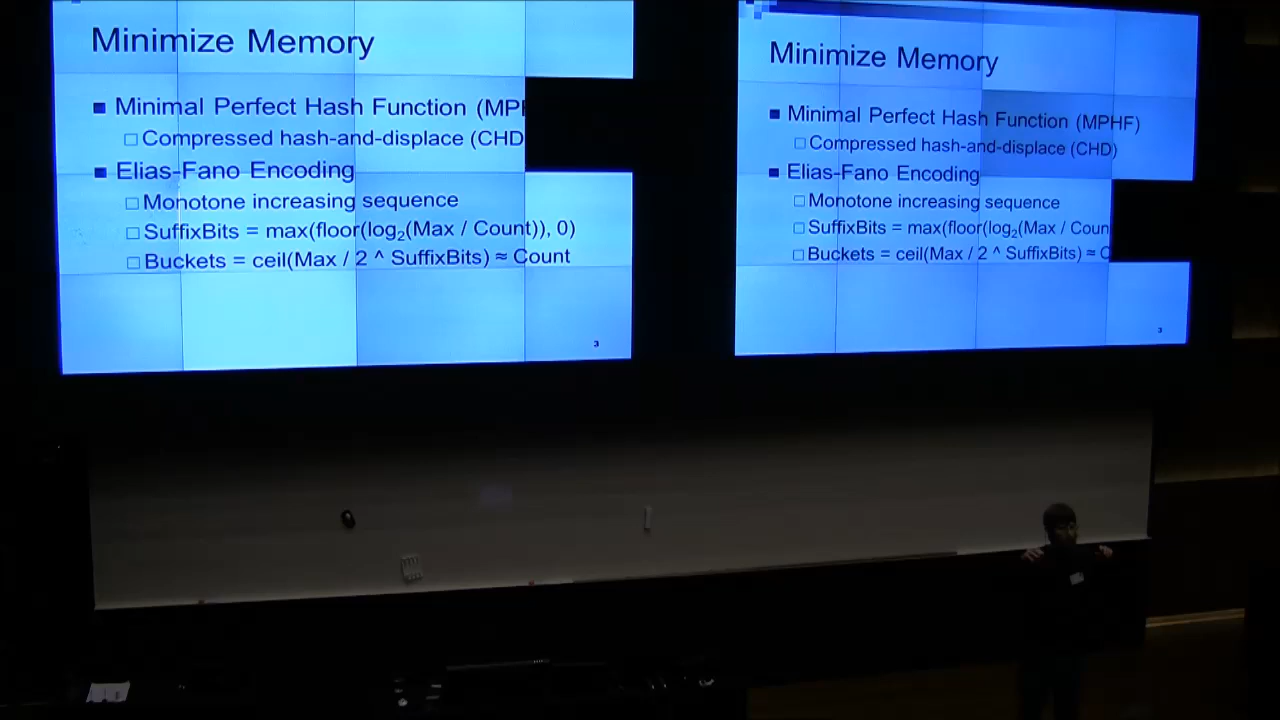 Minimize Memory
Minimal Perfect Hash Function (MPH
Compressed hash-and-displace (CHD
Elias-Fano Encoding
Monotone increasing sequence
SuffixBits = max(floor(log₂(Max / Count)), 0)
Buckets = ceil(Max / 2 ^ SuffixBits) ≈ Count
3
Minimize Memory
Minimal Perfect Hash Function (MPHF)
Compressed hash-and-displace (CHD)
Elias-Fano Encoding
Monotone increasing sequence
SuffixBits = max(floor(log₂(Max / Coun
Buckets = ceil(Max / 2 ^ SuffixBits) ≈ C
3